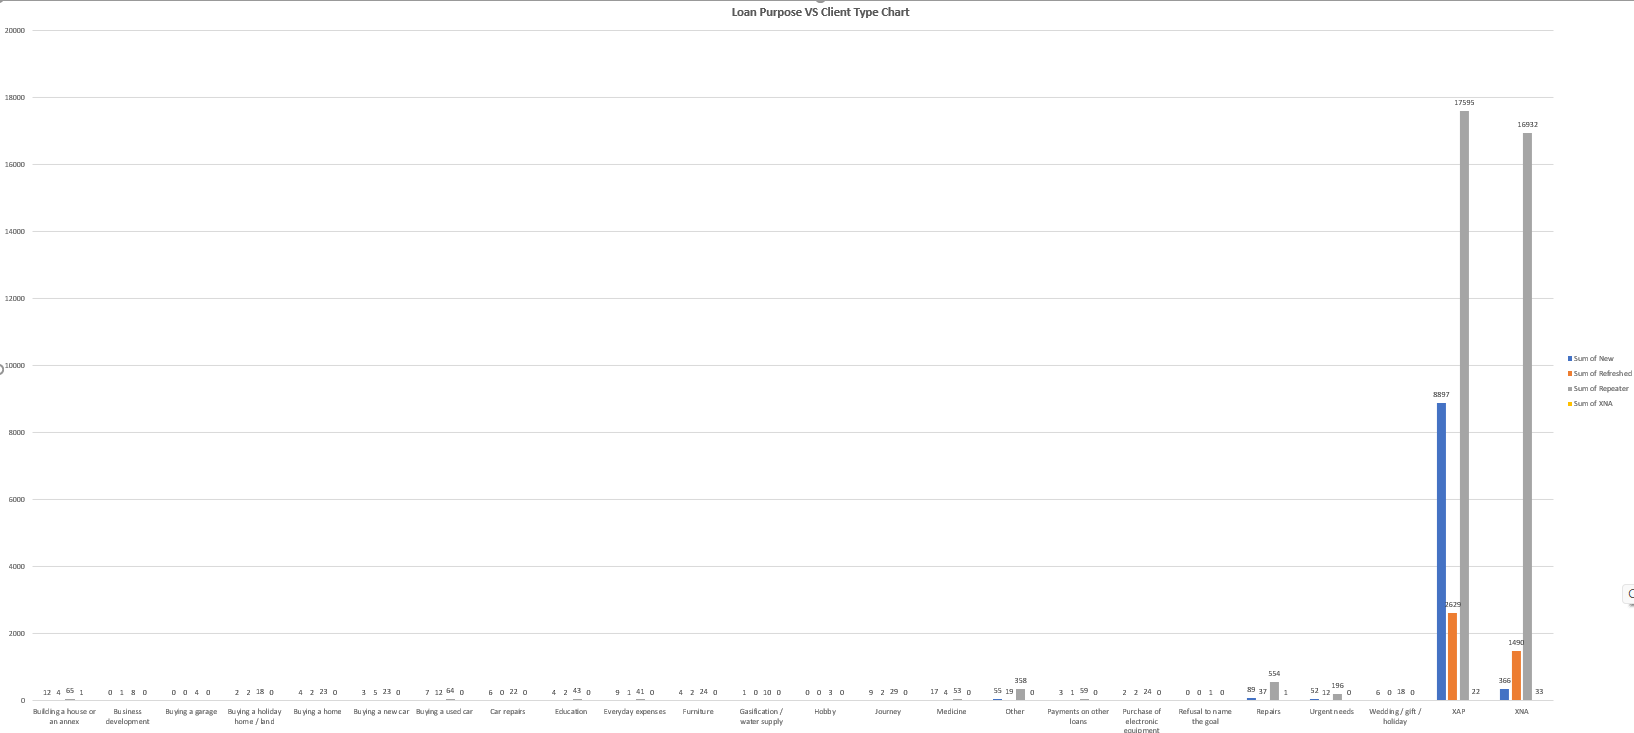 Loan Purpose VS Client Type Chart
20000
18000
16000
14000
12000
10000
8000
6000
4000
2000
0
12 4 65 1
0 1 8 0
0 0 4 0
2 2 18 0
4 2 23 0
3 5 23 0
7 12 64 0
6 0 22 0
4 2 43 0
9 1 41 0
4 2 24 0
1 0 10 0
0 0 3 0
9 2 29 0
17 4 53 0
55 19 358 0
3 1 59 0
2 2 24 0
0 0 1 0
89 37 554 1
52 12 196 0
6 0 18 0
8897 2629 17595 22
366 1490 16932 33
Building a house or
an annex
Business
development
Buying a garage
Buying a holiday
home / land
Buying a home
Buying a new car
Buying a used car
Car repairs
Education
Everyday expenses
Furniture
Gasification /
water supply
Hobby
Journey
Medicine
Other
Payments on other
loans
Purchase of
electronic
equipment
Refusal to name
the goal
Repairs
Urgent needs
Wedding / gift /
holiday
XAP
XNA
Sum of New
Sum of Refreshed
Sum of Repeater
Sum of XNA